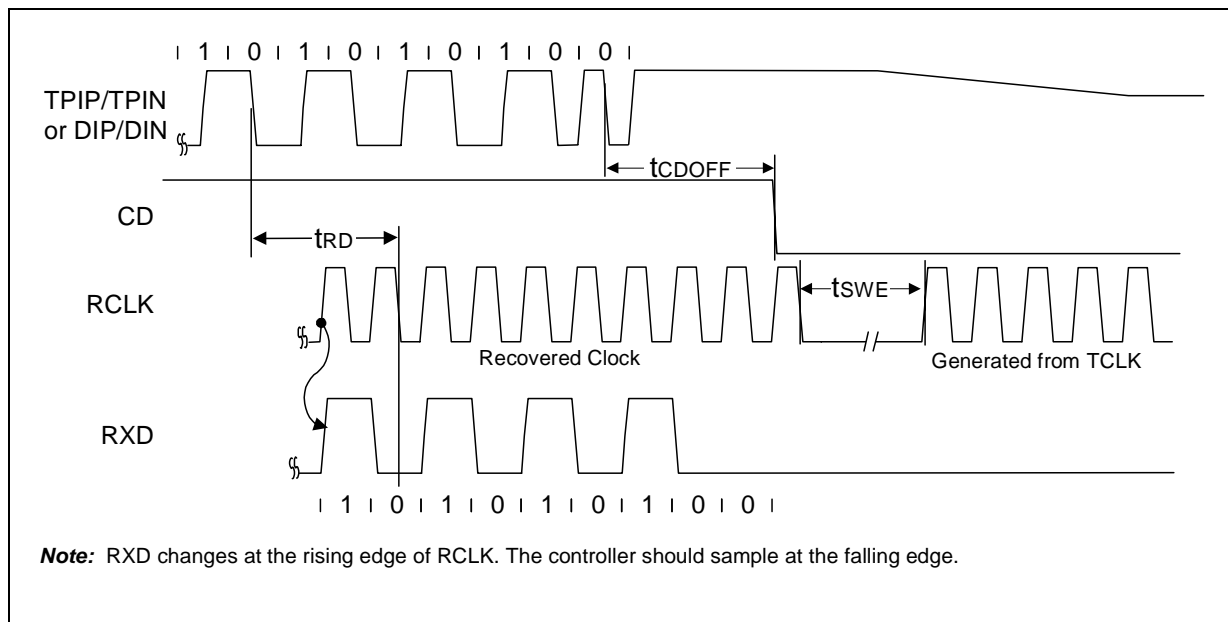 1 0 1 0 1 0 1 0 0
TPIP/TPIN
or DIP/DIN
tCDOFF
CD
tRD
RCLK
tSWE
Recovered Clock
Generated from TCLK
RXD
1 0 1 0 1 0 1 0 0
Note: RXD changes at the rising edge of RCLK. The controller should sample at the falling edge.